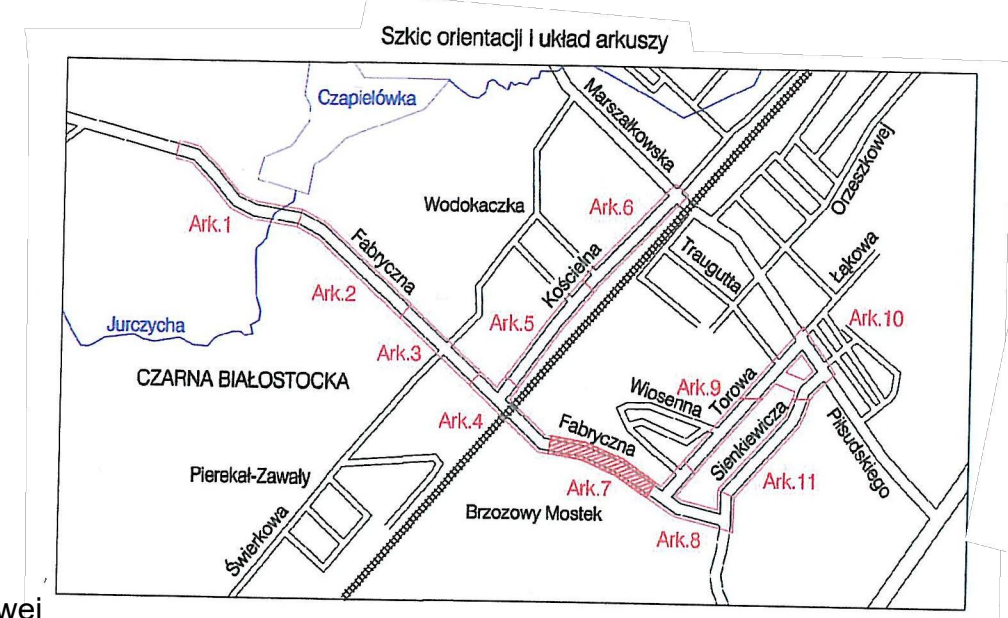 Szkic orientacji i układ arkuszy
Czapielówka
Marszałkowska
Orzeszkowej
Wodokaczka
Ark.6
Ark.1
Fabryczna
Traugutta
Łąkowa
Kościelna
Ark.2
Ark.5
Ark.10
Jurczycha
Ark.3
CZARNA BIAŁOSTOCKA
Ark.9
Wiosenna
Torowa
Ark.4
Fabryczna
Sienkiewicza
Piłsudskiego
Pierekał-Zawały
Ark.7
Ark.11
Brzozowy Mostek
Świerkowa
Ark.8
wej